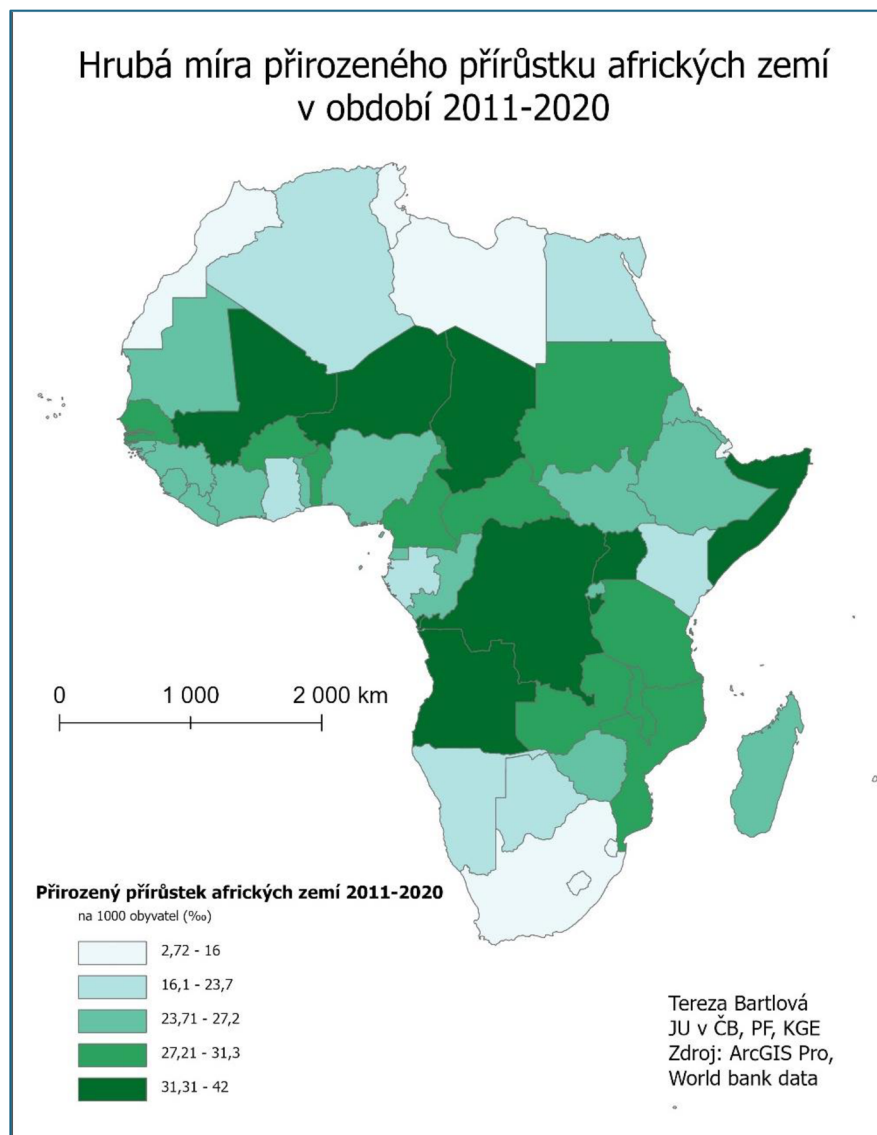 Hrubá míra přirozeného přírůstku afrických zemí
v období 2011-2020
0 1 000 2 000 km
Přirozený přírůstek afrických zemí 2011-2020
na 1000 obyvatel (‰)
2,72 - 16
16,1 - 23,7
23,71 - 27,2
27,21 - 31,3
31,31 - 42
Tereza Bartlová
JU v ČB, PF, KGE
Zdroj: ArcGIS Pro,
World bank data